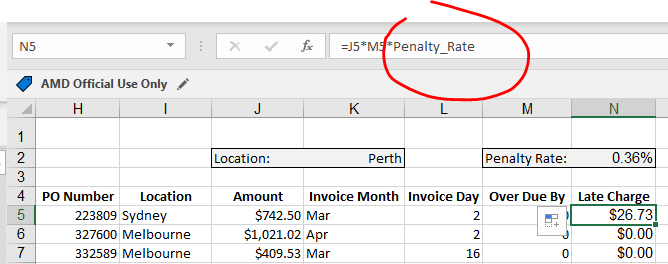 N5 fx =J5*M5*Penalty_Rate
AMD Official Use Only
H I J K L M N
1
2 Location: Perth Penalty Rate: 0.36%
3
4 PO Number Location Amount Invoice Month Invoice Day Over Due By Late Charge
5 223809 Sydney $742.50 Mar 2 $26.73
6 327600 Melbourne $1,021.02 Apr 2 0 $0.00
7 332589 Melbourne $409.53 Mar 16 0 $0.00